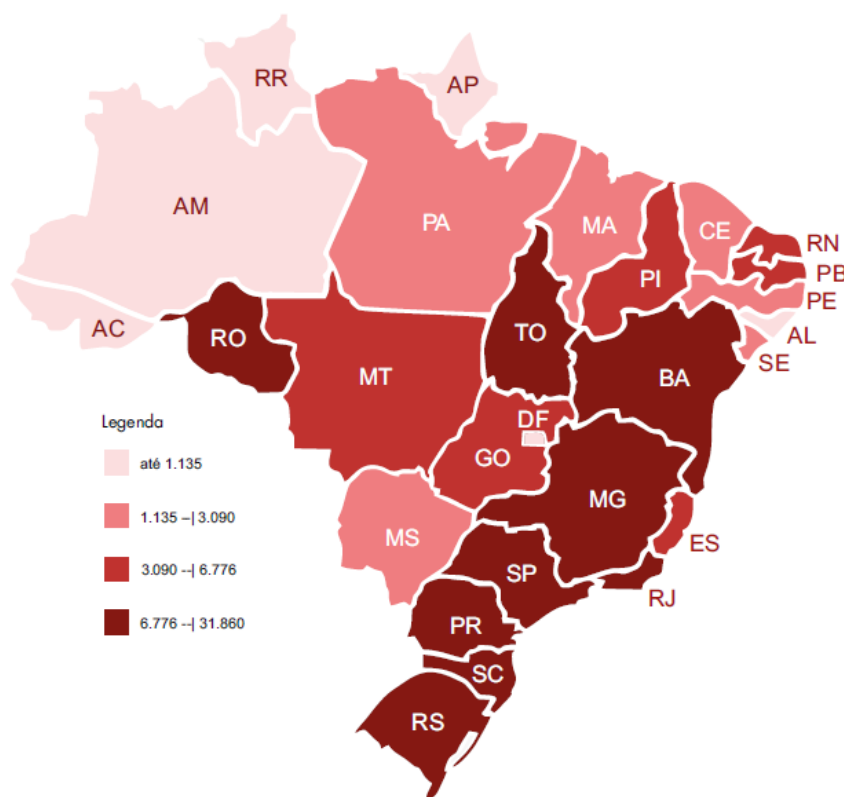 RR
AP
AM
PA
MA
CE
RN
PB
PE
AL
SE
PI
AC
RO
TO
BA
MT
DF
GO
MG
ES
MS
SP
RJ
PR
SC
RS
Legenda
até 1.135
1.135 --| 3.090
3.090 --| 6.776
6.776 --| 31.860